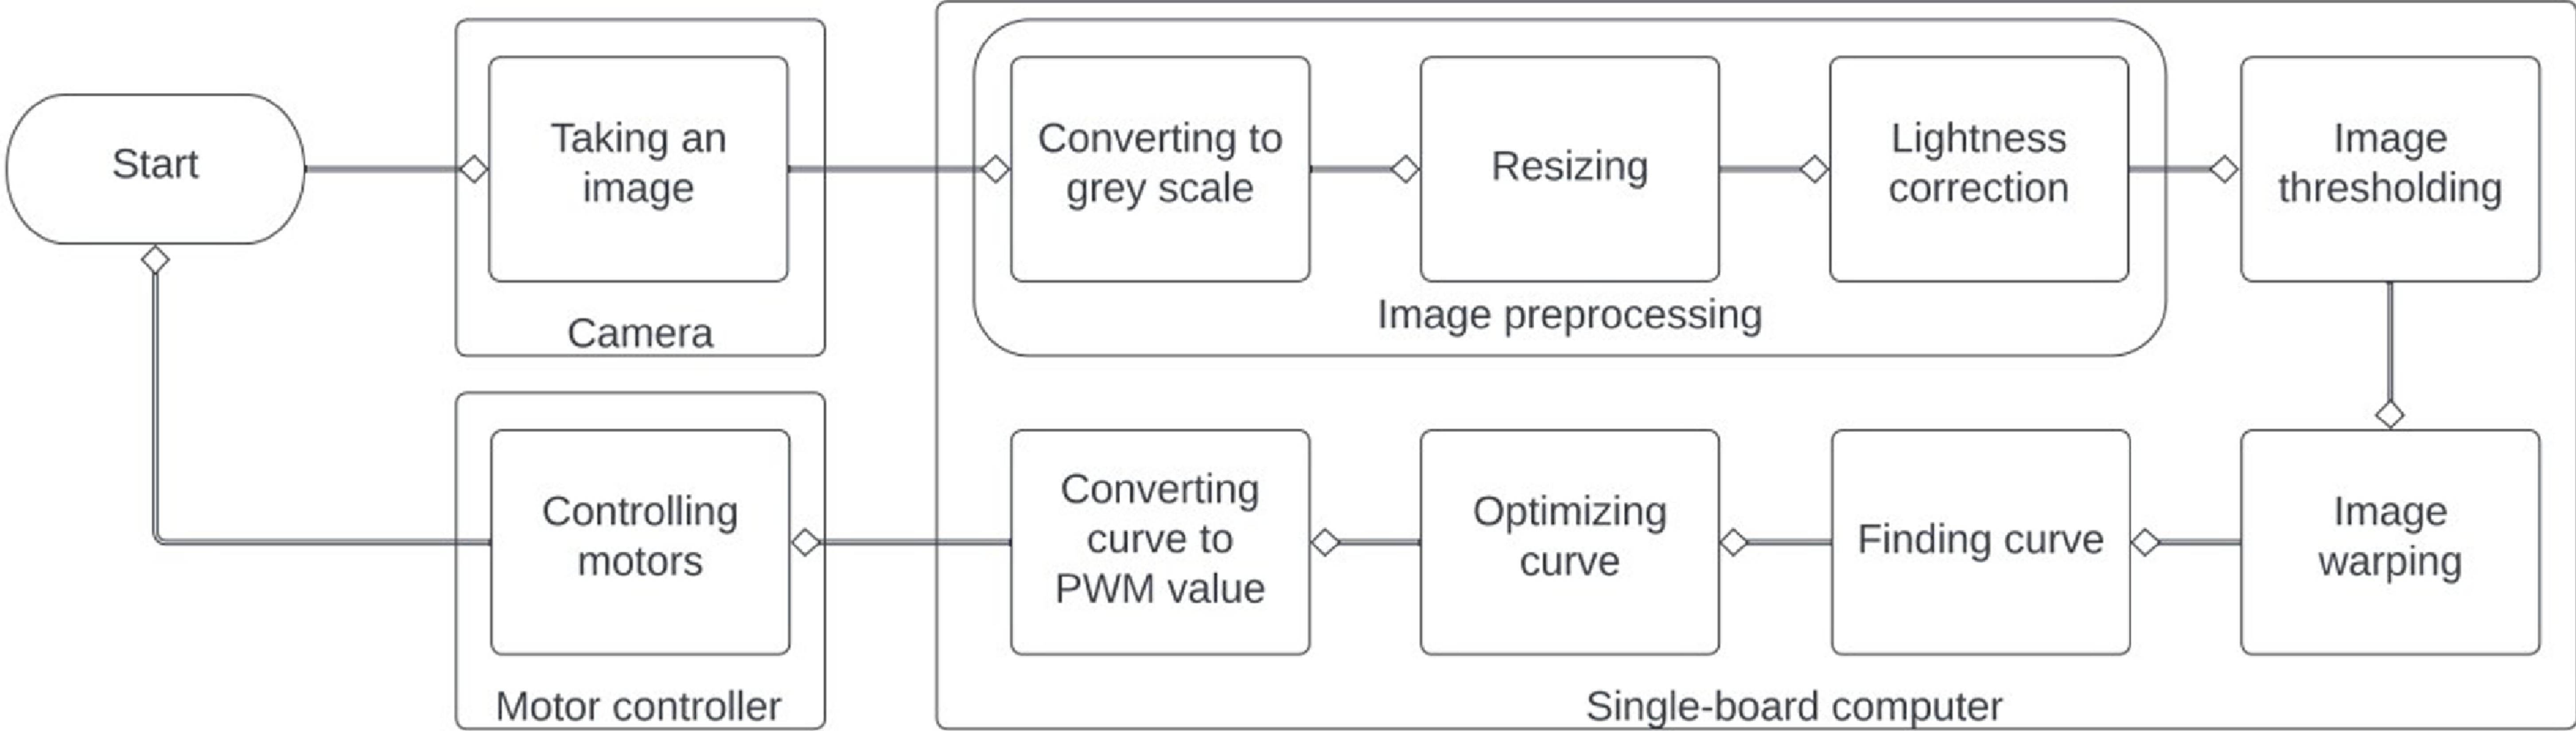 Start
Taking an
image
Camera
Converting to
grey scale
Resizing
Lightness
correction
Image preprocessing
Image
thresholding
Image
warping
Finding curve
Optimizing
curve
Converting
curve to
PWM value
Single-board computer
Controlling
motors
Motor controller